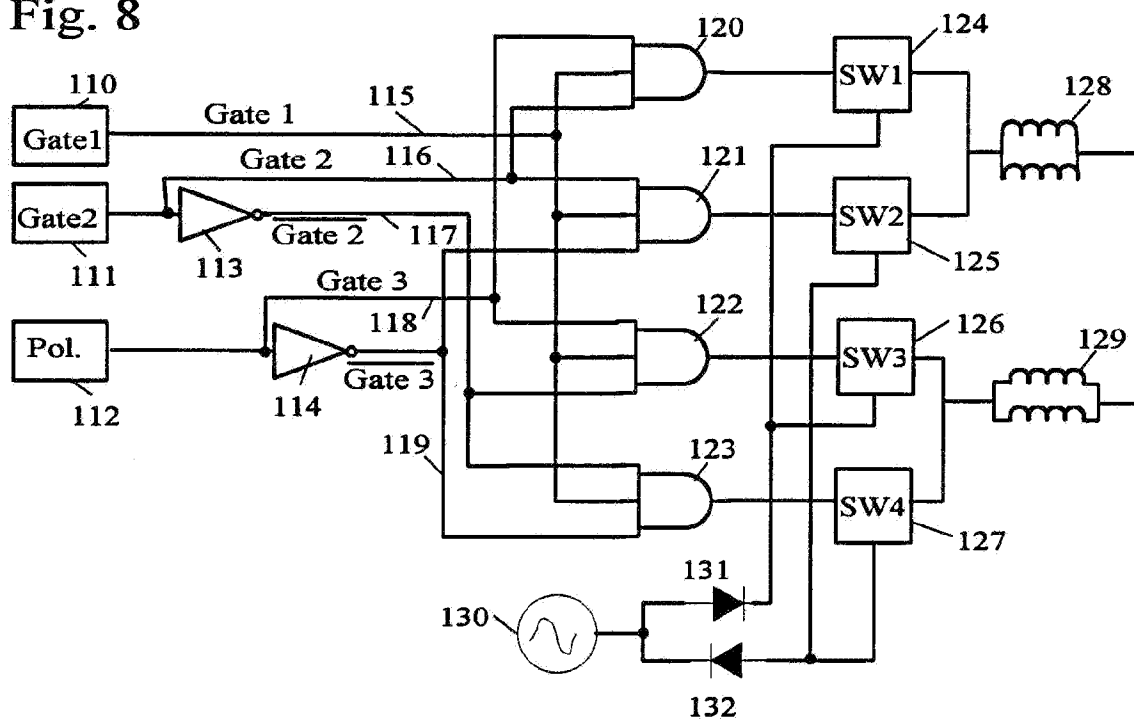 Fig. 8
120
124
110
Gate1
Gate 1
115
SW1
128
Gate 2
116
121
Gate2
Gate 2
117
SW2
111
113
125
Gate 3
118
122
126
129
Pol.
Gate 3
SW3
112
114
119
123
SW4
127
131
130
132